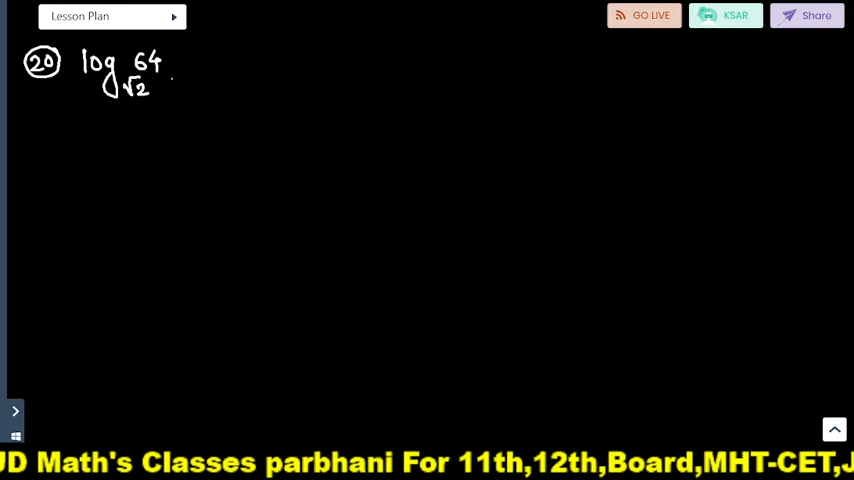 Lesson Plan
GO LIVE
KSAR
Share
20 log√2 64
UD Math's Classes parbhani For 11th,12th,Board,MHT-CET,J